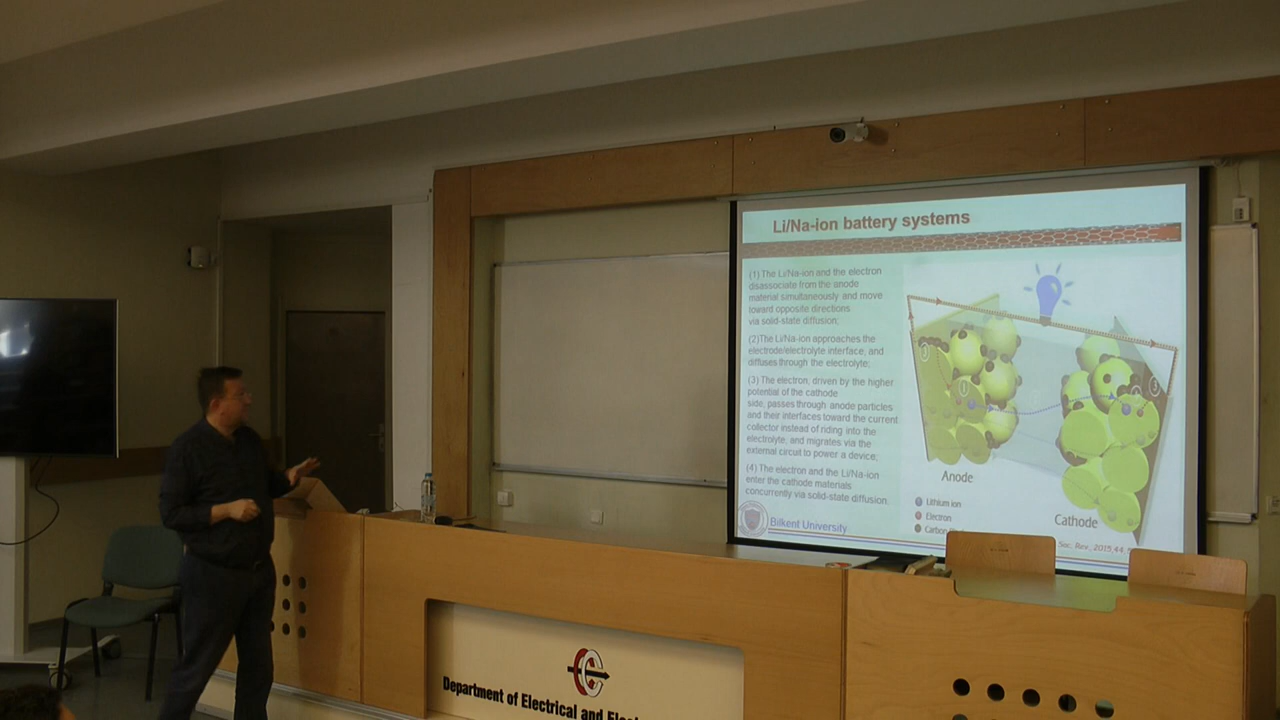 Li/Na-ion battery systems
(1) The Li/Na-ion and the electron
disassociate from the anode
material simultaneously and move
toward opposite directions
via solid-state diffusion;
(2)The Li/Na-ion approaches the
electrode/electrolyte interface, and
diffuses through the electrolyte;
(3) The electron, driven by the higher
potential of the cathode
side, passes through anode particles
and their interfaces toward the current
collector instead of riding into the
electrolyte, and migrates via the
external circuit to power a device;
(4) The electron and the Li/Na-ion
enter the cathode materials
concurrently via solid-state diffusion.
Anode
Lithium ion
Electron
Carbon
Cathode
Soc. Rev., 2015,44,
Bilkent University
Department of Electrical and